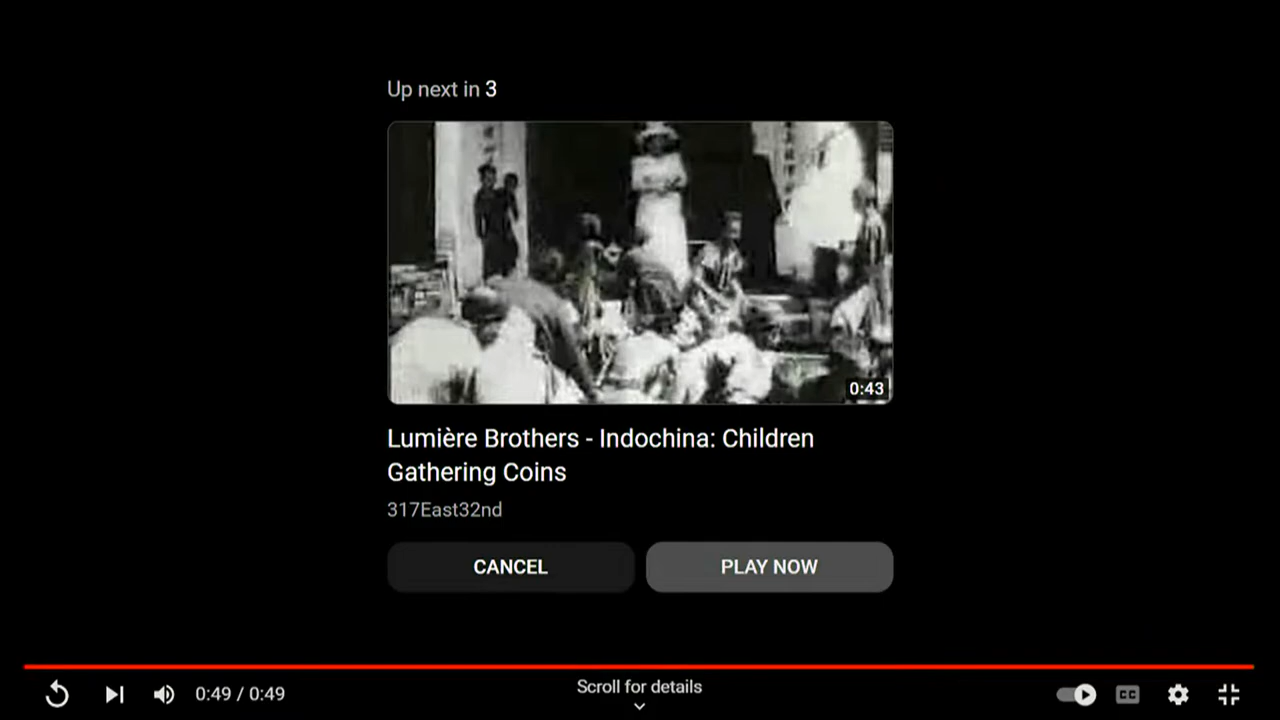 Up next in 3
0:43
Lumière Brothers - Indochina: Children
Gathering Coins
317East32nd
CANCEL
PLAY NOW
0:49 / 0:49
Scroll for details
CC